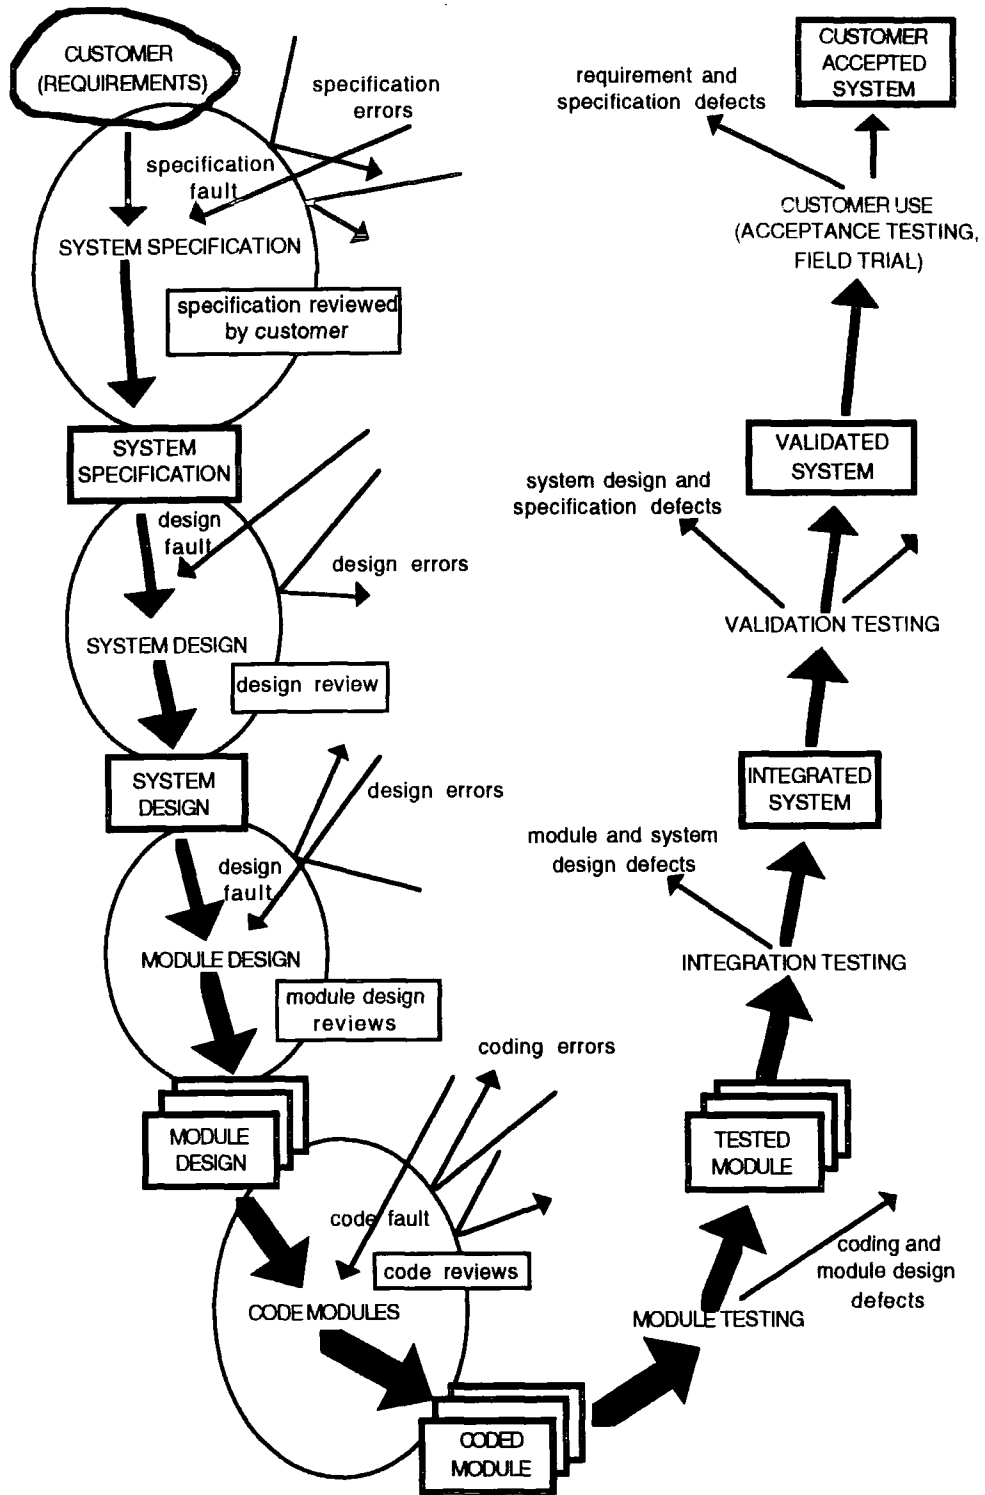 CUSTOMER
(REQUIREMENTS)
specification
errors
specification
fault
SYSTEM SPECIFICATION
specification reviewed
by customer
SYSTEM
SPECIFICATION
design
fault
design errors
SYSTEM DESIGN
design review
SYSTEM
DESIGN
design errors
design
fault
MODULE DESIGN
module design
reviews
coding errors
MODULE
DESIGN
code fault
code reviews
CODE MODULES
CODED
MODULE
MODULE TESTING
coding and
module design
defects
TESTED
MODULE
INTEGRATION TESTING
module and system
design defects
INTEGRATED
SYSTEM
VALIDATION TESTING
system design and
specification defects
VALIDATED
SYSTEM
CUSTOMER USE
(ACCEPTANCE TESTING,
FIELD TRIAL)
requirement and
specification defects
CUSTOMER
ACCEPTED
SYSTEM